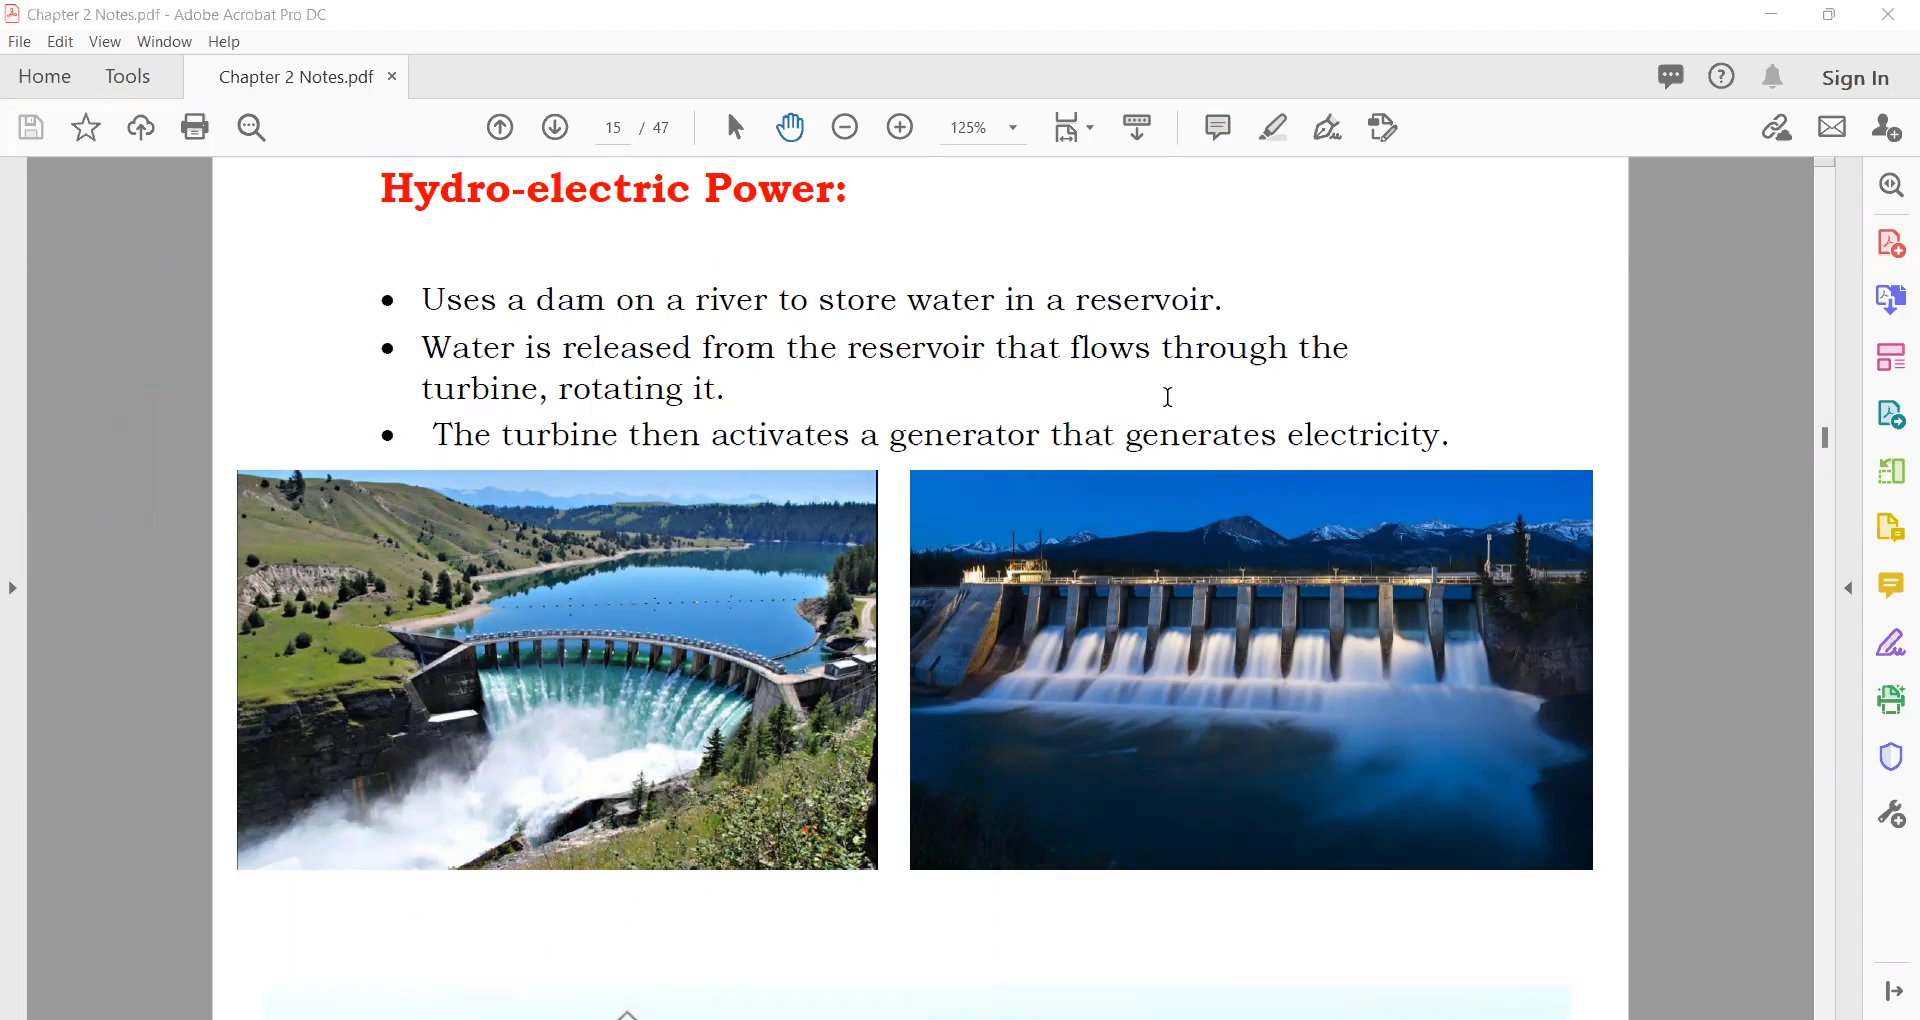 Chapter 2 Notes.pdf - Adobe Acrobat Pro DC
File Edit View Window Help
Home Tools Chapter 2 Notes.pdf × Sign In
15 / 47 125%
Hydro-electric Power:
• Uses a dam on a river to store water in a reservoir.
• Water is released from the reservoir that flows through the
turbine, rotating it.
• The turbine then activates a generator that generates electricity.